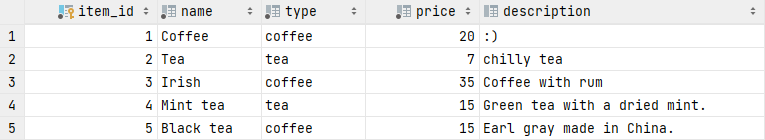 item_id name type price description
1 1 Coffee coffee 20 :)
2 2 Tea tea 7 chilly tea
3 3 Irish coffee 35 Coffee with rum
4 4 Mint tea tea 15 Green tea with a dried mint.
5 5 Black tea coffee 15 Earl gray made in China.